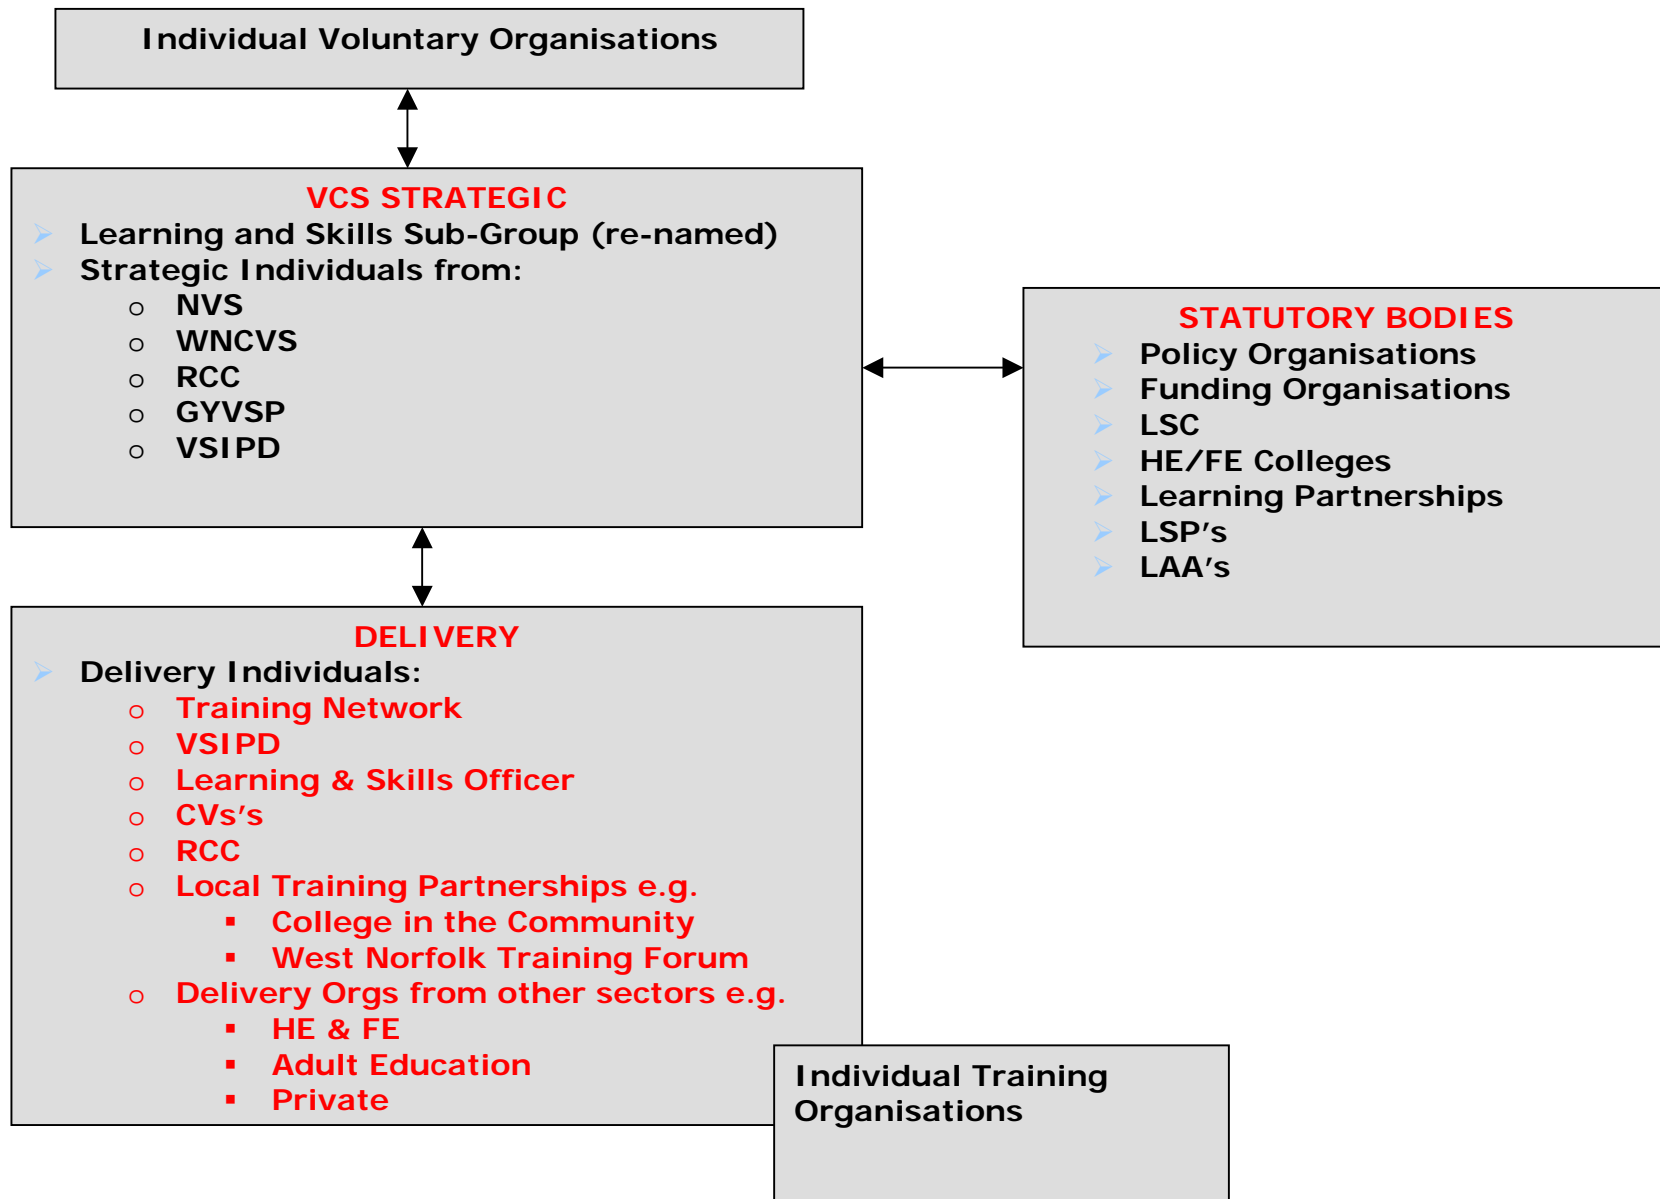 Individual Voluntary Organisations
VCS STRATEGIC
Learning and Skills Sub-Group (re-named)
Strategic Individuals from:
NVS
WNCVS
RCC
GYVSP
VSIPD
STATUTORY BODIES
Policy Organisations
Funding Organisations
LSC
HE/FE Colleges
Learning Partnerships
LSP's
LAA's
DELIVERY
Delivery Individuals:
Training Network
VSIPD
Learning & Skills Officer
CVs's
RCC
Local Training Partnerships e.g.
College in the Community
West Norfolk Training Forum
Delivery Orgs from other sectors e.g.
HE & FE
Adult Education
Private
Individual Training
Organisations